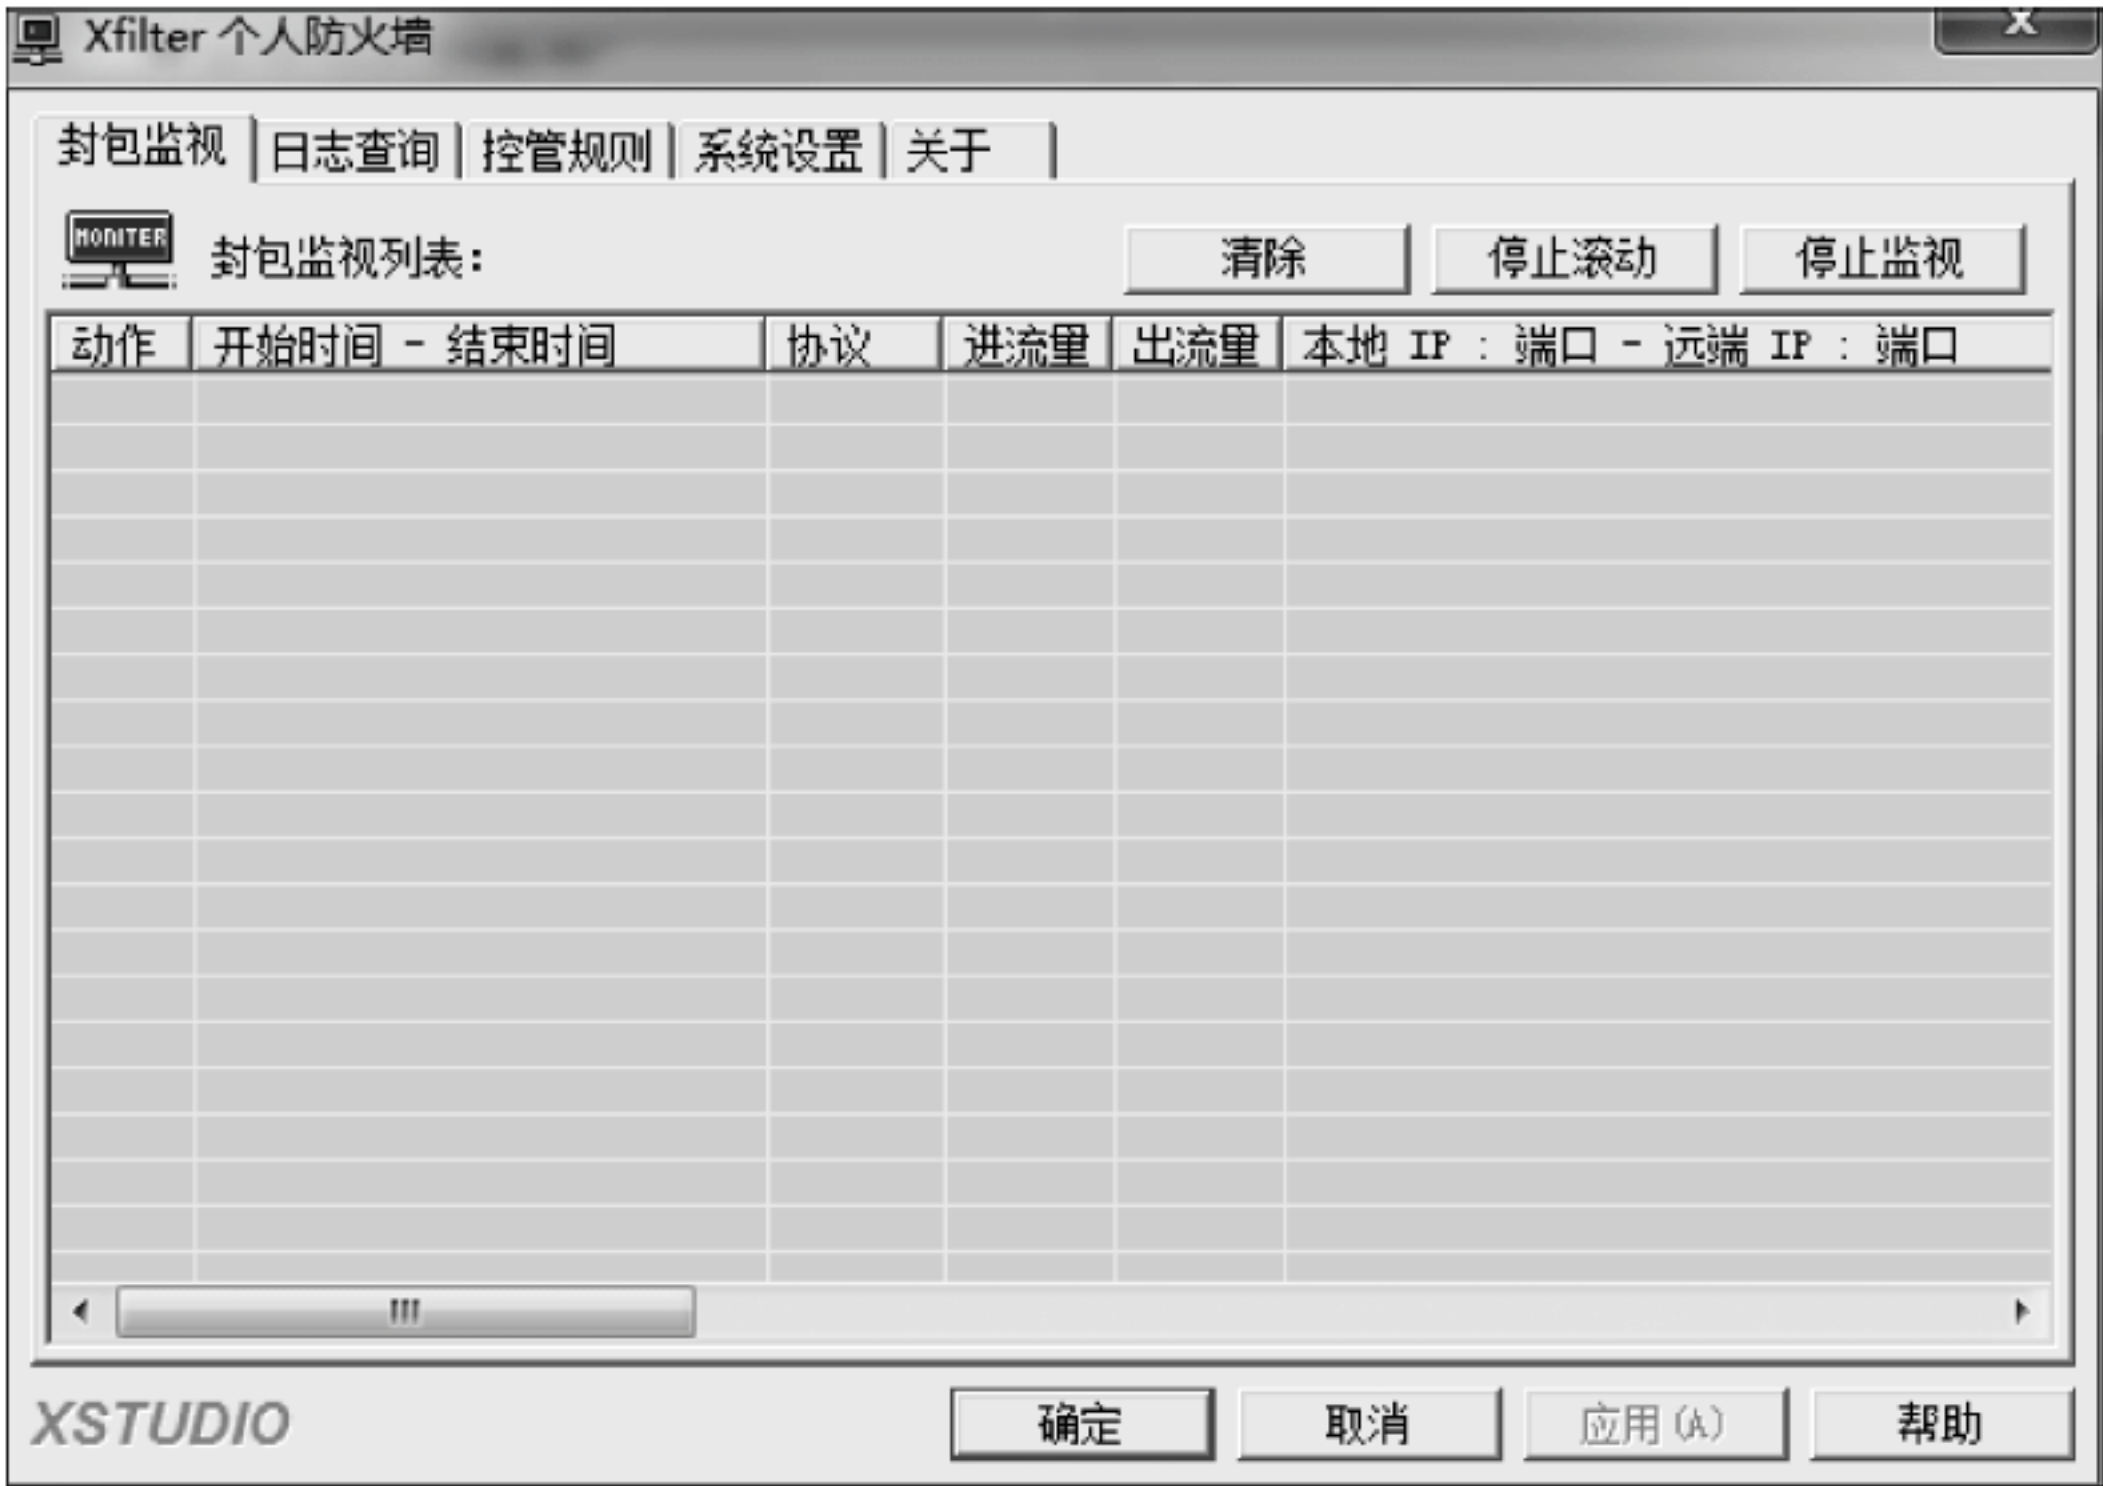 Xfilter 个人防火墙
X
封包监视 日志查询 控管规则 系统设置 关于
MONITER 封包监视列表: 清除 停止滚动 停止监视
动作 开始时间 - 结束时间 协议 进流量 出流量 本地 IP : 端口 - 远端 IP : 端口
XSTUDIO 确定 取消 应用(A) 帮助